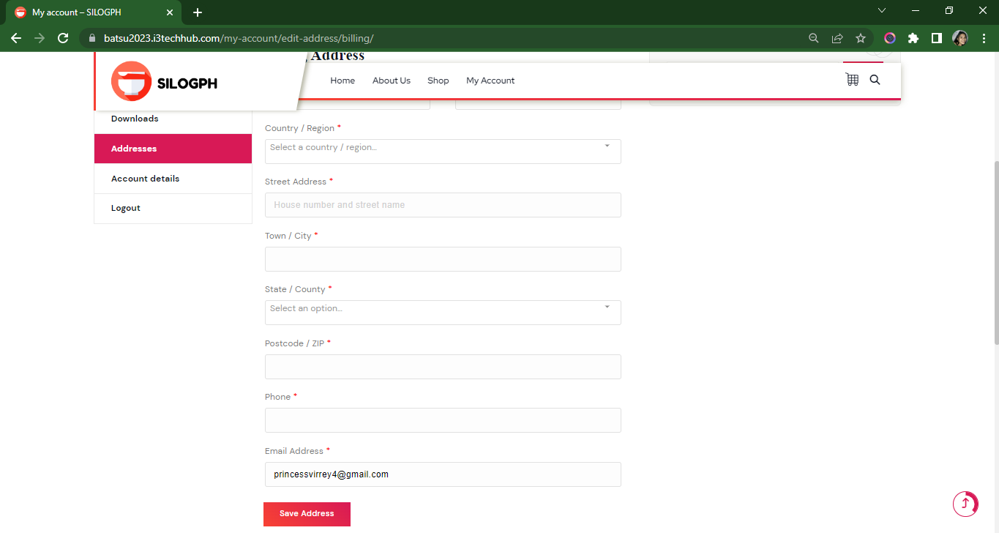 My account – SILOGPH
batsu2023.i3techhub.com/my-account/edit-address/billing/
Address
SILOGPH
Home About Us Shop My Account
Downloads
Addresses
Account details
Logout
Country / Region *
Select a country / region…
Street Address *
House number and street name
Town / City *
State / County *
Select an option…
Postcode / ZIP *
Phone *
Email Address *
princessvirrey4@gmail.com
Save Address